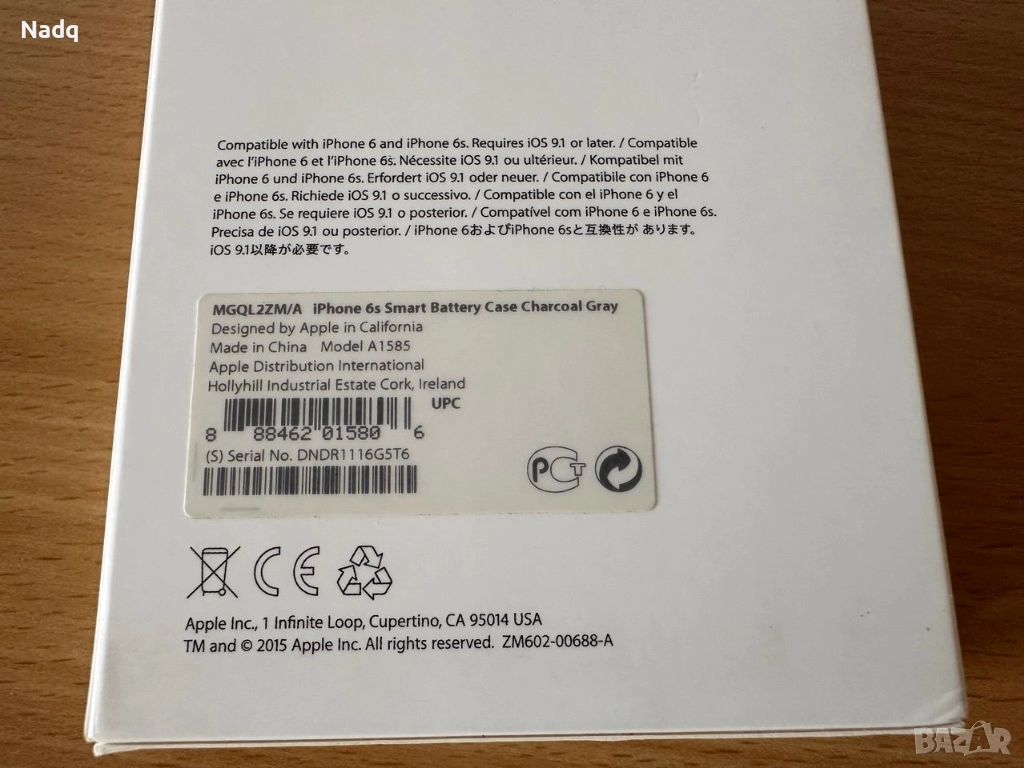 Nadq
Compatible with iPhone 6 and iPhone 6s. Requires iOS 9.1 or later. / Compatible
avec l'iPhone 6 et l'iPhone 6s. Nécessite iOS 9.1 ou ultérieur. / Kompatibel mit
iPhone 6 und iPhone 6s. Erfordert iOS 9.1 oder neuer. / Compatibile con iPhone 6
e iPhone 6s. Richiede iOS 9.1 o successivo. / Compatible con el iPhone 6 y el
iPhone 6s. Se requiere iOS 9.1 o posterior. / Compatível com iPhone 6 e iPhone 6s.
Precisa de iOS 9.1 ou posterior. / iPhone 6およびiPhone 6sと互換性が あります。
iOS 9.1以降が必要です。
MGQL2ZM/A iPhone 6s Smart Battery Case Charcoal Gray
Designed by Apple in California
Made in China Model A1585
Apple Distribution International
Hollyhill Industrial Estate Cork, Ireland
UPC
8 88462 01580 6
(S) Serial No. DNDR1116G5T6
PCT
CE
Apple Inc., 1 Infinite Loop, Cupertino, CA 95014 USA
TM and © 2015 Apple Inc. All rights reserved. ZM602-00688-A
BAZAR